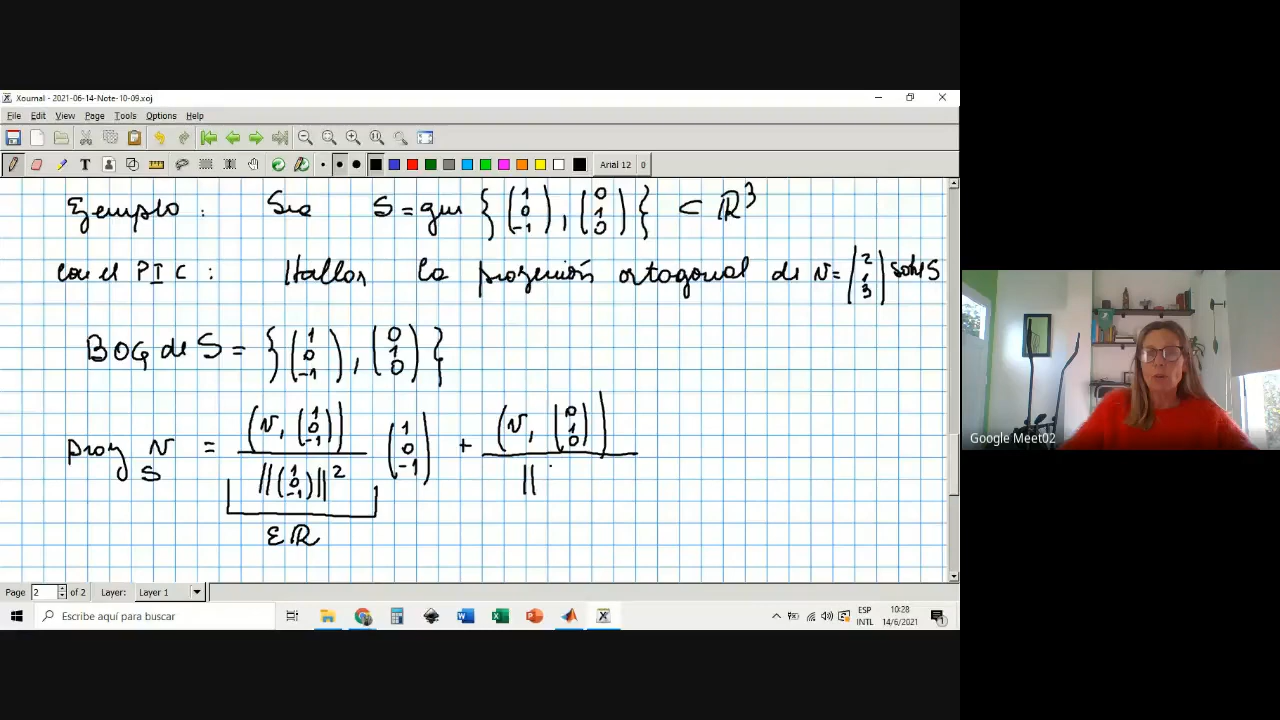 Xournal - 2021-06-14-Note-10-09.xoj
File Edit View Page Tools Options Help
Arial 12 0
Ejemplo : Sea S = gen { (1 0 -1) , (0 1 0) } ⊂ ℝ³
con el PIC : Hallar la proyección ortogonal de v = (2 1 3) sobre S
BOG de S = { (1 0 -1) , (0 1 0) }
proy_S v = (v, (1 0 -1)) / ||(1 0 -1)||² (1 0 -1) + (v, (0 1 0)) / ||
∈ ℝ
Google Meet02
Page 2 of 2 Layer: Layer 1
Escribe aquí para buscar
ESP
INTL
10:28
14/6/2021
1